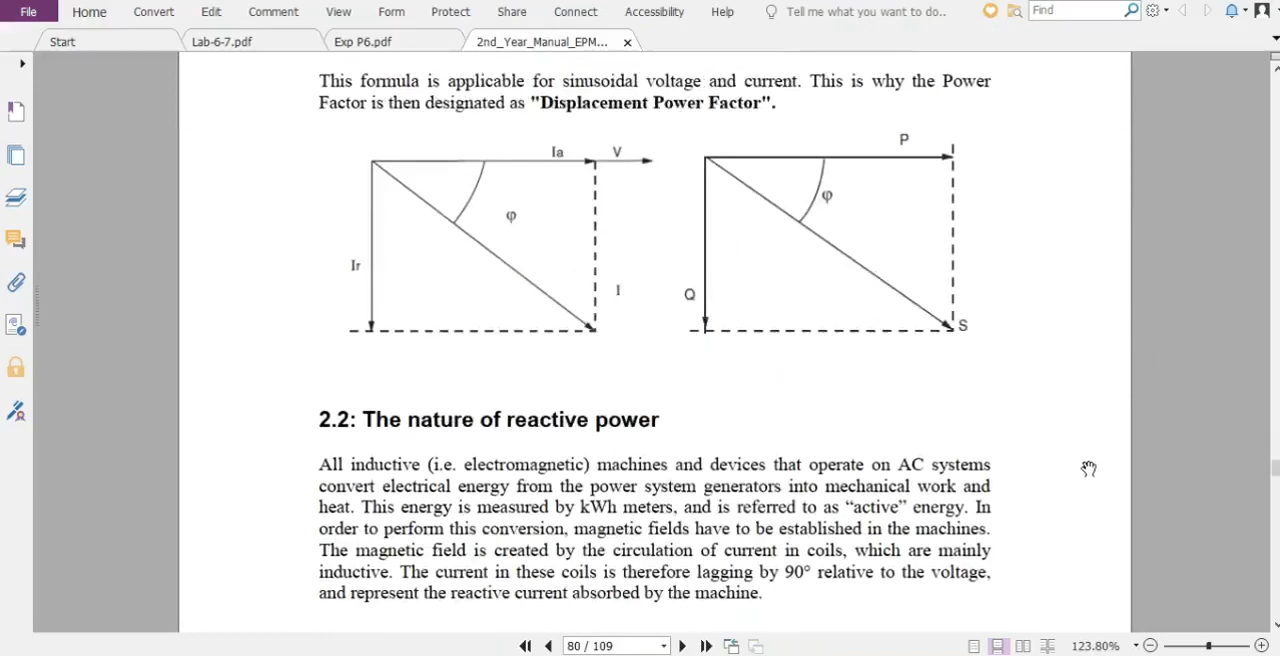 File Home Convert Edit Comment View Form Protect Share Connect Accessibility Help Tell me what you want to do.. Find
Start Lab-6-7.pdf Exp P6.pdf 2nd_Year_Manual_EPM...
This formula is applicable for sinusoidal voltage and current. This is why the Power
Factor is then designated as "Displacement Power Factor".
Ia V
φ
Ir
I
P
φ
Q
S
2.2: The nature of reactive power
All inductive (i.e. electromagnetic) machines and devices that operate on AC systems
convert electrical energy from the power system generators into mechanical work and
heat. This energy is measured by kWh meters, and is referred to as “active” energy. In
order to perform this conversion, magnetic fields have to be established in the machines.
The magnetic field is created by the circulation of current in coils, which are mainly
inductive. The current in these coils is therefore lagging by 90° relative to the voltage,
and represent the reactive current absorbed by the machine.
80 / 109 123.80%